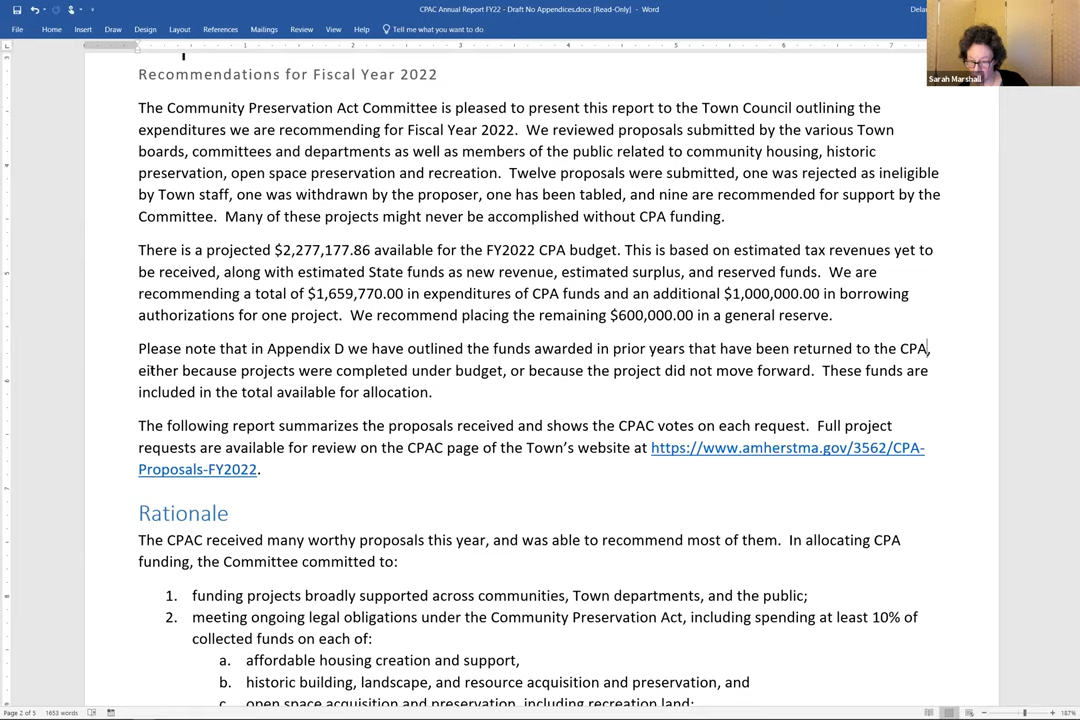 CPAC Annual Report FY22 - Draft No Appendices.docx [Read-Only] - Word
File Home Insert Draw Design Layout References Mailings Review View Help Tell me what you want to do
Sarah Marshall
Recommendations for Fiscal Year 2022
The Community Preservation Act Committee is pleased to present this report to the Town Council outlining the
expenditures we are recommending for Fiscal Year 2022. We reviewed proposals submitted by the various Town
boards, committees and departments as well as members of the public related to community housing, historic
preservation, open space preservation and recreation. Twelve proposals were submitted, one was rejected as ineligible
by Town staff, one was withdrawn by the proposer, one has been tabled, and nine are recommended for support by the
Committee. Many of these projects might never be accomplished without CPA funding.
There is a projected $2,277,177.86 available for the FY2022 CPA budget. This is based on estimated tax revenues yet to
be received, along with estimated State funds as new revenue, estimated surplus, and reserved funds. We are
recommending a total of $1,659,770.00 in expenditures of CPA funds and an additional $1,000,000.00 in borrowing
authorizations for one project. We recommend placing the remaining $600,000.00 in a general reserve.
Please note that in Appendix D we have outlined the funds awarded in prior years that have been returned to the CPA,
either because projects were completed under budget, or because the project did not move forward. These funds are
included in the total available for allocation.
The following report summarizes the proposals received and shows the CPAC votes on each request. Full project
requests are available for review on the CPAC page of the Town's website at https://www.amherstma.gov/3562/CPA-
Proposals-FY2022.
Rationale
The CPAC received many worthy proposals this year, and was able to recommend most of them. In allocating CPA
funding, the Committee committed to:
1. funding projects broadly supported across communities, Town departments, and the public;
2. meeting ongoing legal obligations under the Community Preservation Act, including spending at least 10% of
collected funds on each of:
a. affordable housing creation and support,
b. historic building, landscape, and resource acquisition and preservation, and
c. open space acquisition and preservation, including recreation land;
Page 2 of 5 1653 words 187%